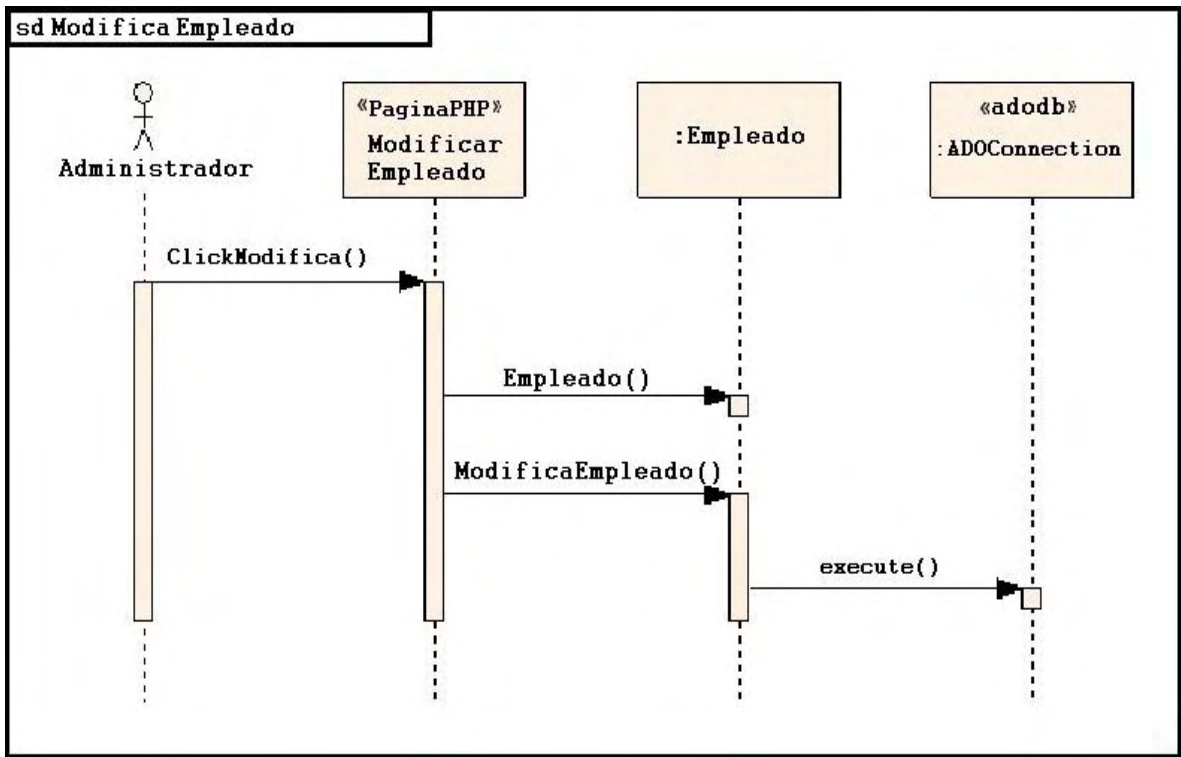 sd Modifica Empleado
Administrador
«PaginaPHP»
Modificar
Empleado
:Empleado
«adodb»
:ADOConnection
ClickModifica()
Empleado()
ModificaEmpleado()
execute()